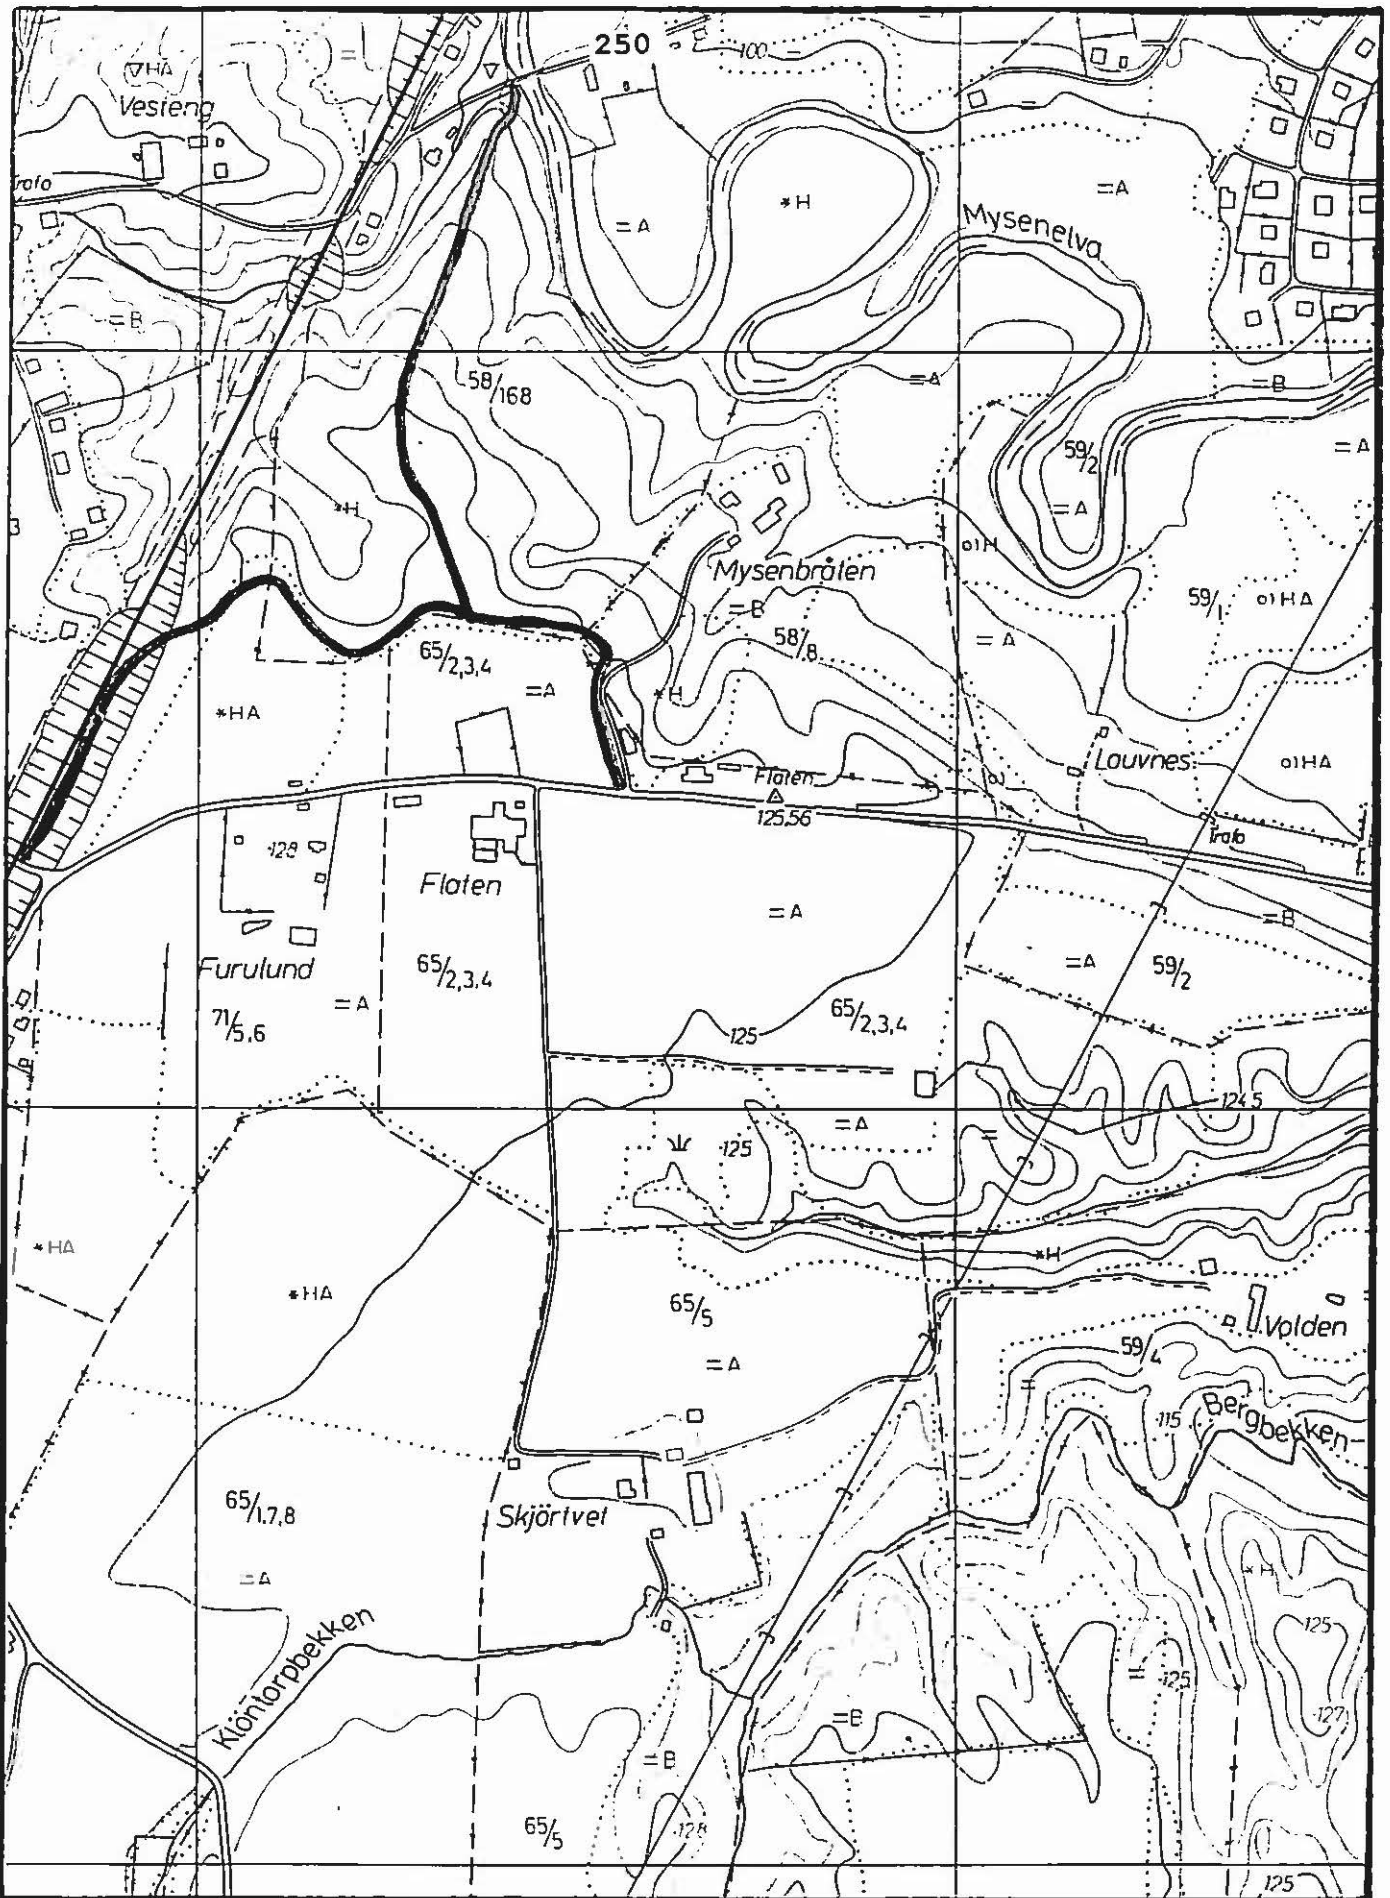 250
HA
100
Vesteng
=A
*H
=A
Mysenelva
=B
58/168
=A
=B
59/2
=A
*H
=A
o)H
Mysenbråten
=B
59/1
o)HA
58/8
=A
65/2,3,4
=A
*H
*HA
Louvnes
o)HA
Flaten
125,56
Trafo
128
Flaten
=A
=B
Furulund
65/2,3,4
=A
59/2
=A
71/5,6
65/2,3,4
125
124,5
=A
125
*HA
*HA
*H
65/5
Volden
=A
59/4
115
Bergbekken
65/1,7,8
Skjörtvet
=A
*H
Klöntorpbekken
125
125
=B
127
=B
65/5
128
125